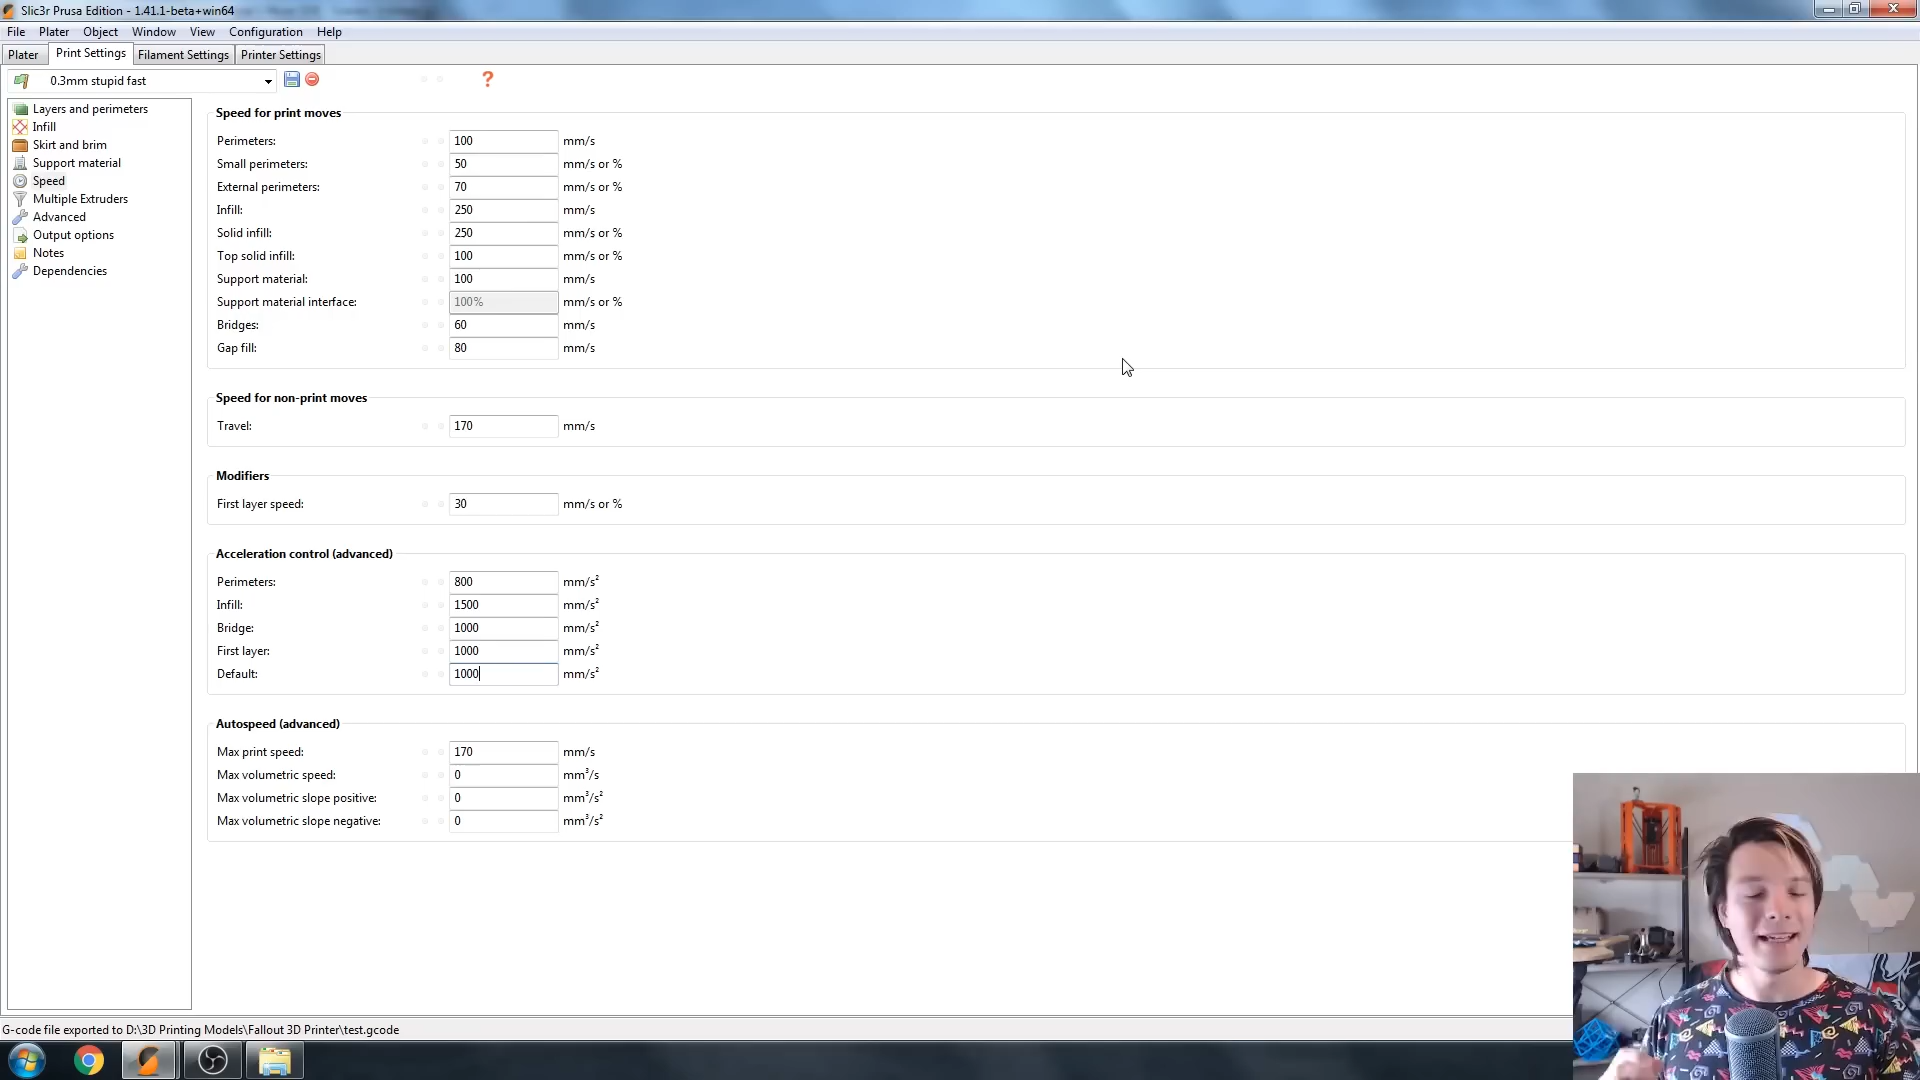 Slic3r Prusa Edition - 1.41.1-beta+win64
File Plater Object Window View Configuration Help
Plater Print Settings Filament Settings Printer Settings
0.3mm stupid fast ?
Layers and perimeters
Infill
Skirt and brim
Support material
Speed
Multiple Extruders
Advanced
Output options
Notes
Dependencies
Speed for print moves
Perimeters: 100 mm/s
Small perimeters: 50 mm/s or %
External perimeters: 70 mm/s or %
Infill: 250 mm/s
Solid infill: 250 mm/s or %
Top solid infill: 100 mm/s or %
Support material: 100 mm/s
Support material interface: 100% mm/s or %
Bridges: 60 mm/s
Gap fill: 80 mm/s
Speed for non-print moves
Travel: 170 mm/s
Modifiers
First layer speed: 30 mm/s or %
Acceleration control (advanced)
Perimeters: 800 mm/s²
Infill: 1500 mm/s²
Bridge: 1000 mm/s²
First layer: 1000 mm/s²
Default: 1000 mm/s²
Autospeed (advanced)
Max print speed: 170 mm/s
Max volumetric speed: 0 mm³/s
Max volumetric slope positive: 0 mm³/s²
Max volumetric slope negative: 0 mm³/s²
G-code file exported to D:\3D Printing Models\Fallout 3D Printer\test.gcode